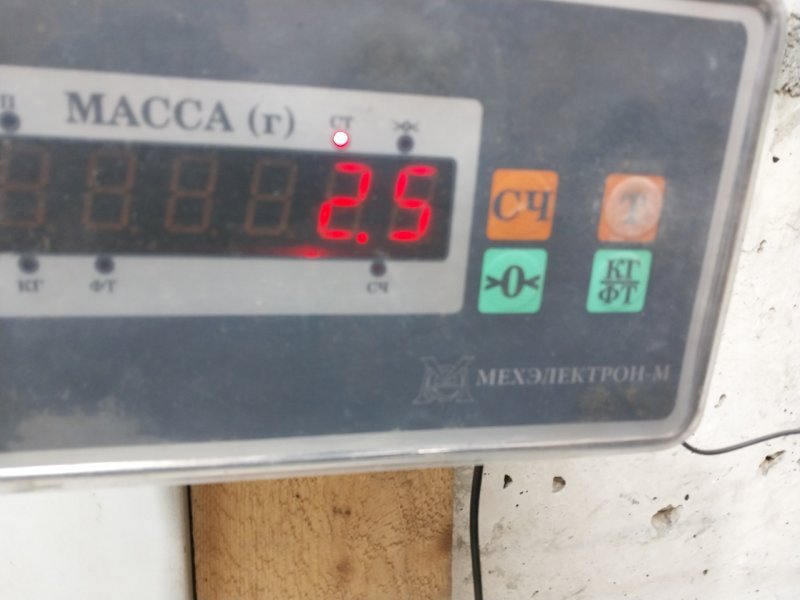 П
МАССА (г)
СТ
>ж<
2.5
СЧ
Т
КГ
ФТ
СЧ
>0<
КГ
ФТ
МЕХЭЛЕКТРОН-М